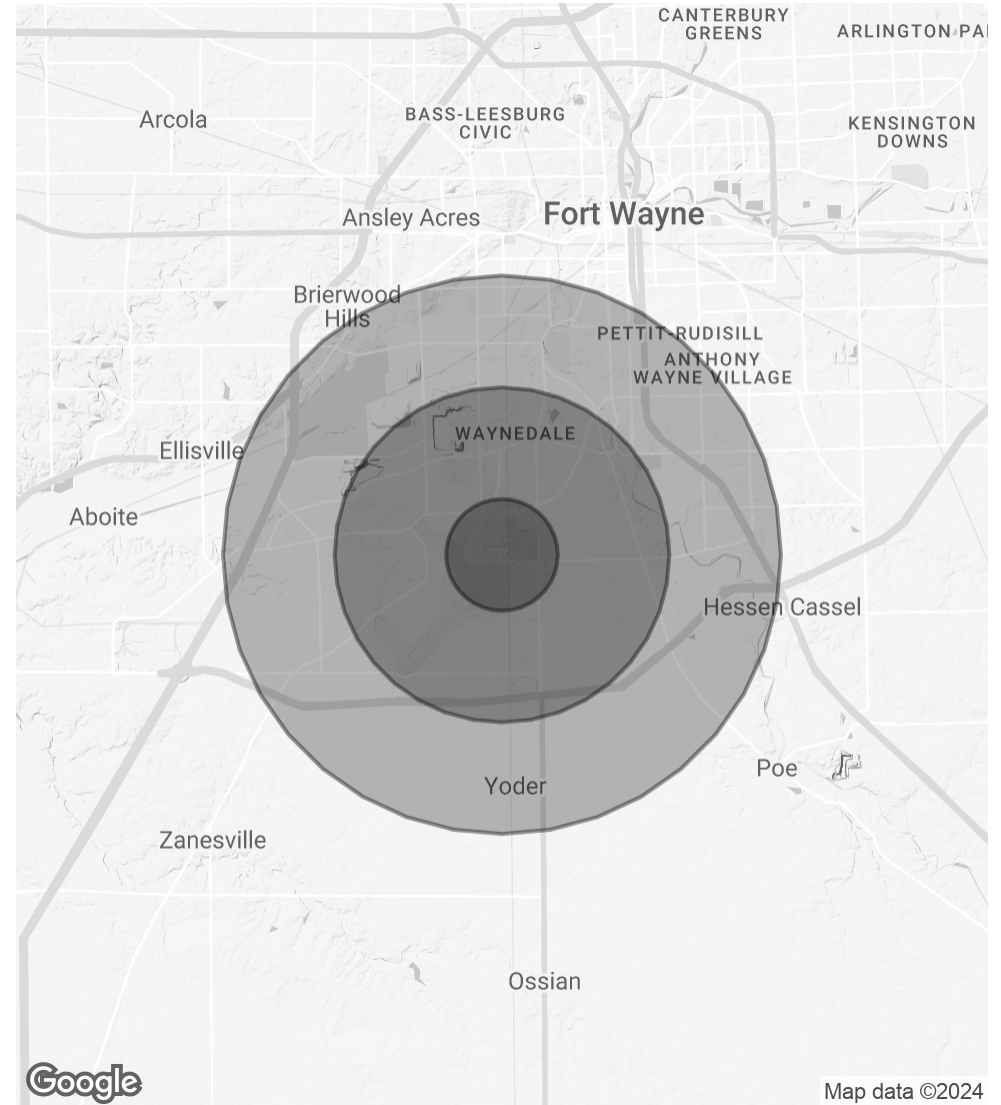 CANTERBURY
GREENS
ARLINGTON PA
Arcola
BASS-LEESBURG
CIVIC
KENSINGTON
DOWNS
Ansley Acres
Fort Wayne
Brierwood
Hills
PETTIT-RUDISILL
ANTHONY
WAYNE VILLAGE
WAYNEDALE
Ellisville
Aboite
Hessen Cassel
Poe
Yoder
Zanesville
Ossian
Google
Map data ©2024